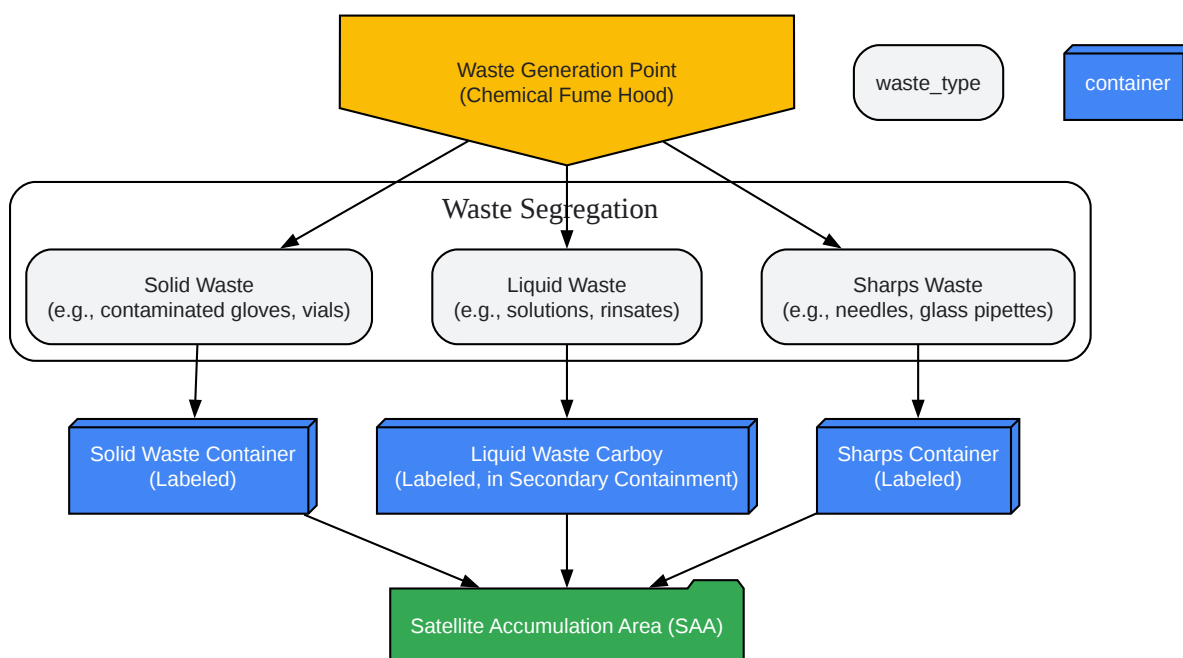 Waste Generation Point
(Chemical Fume Hood)
waste_type
container
Waste Segregation
Solid Waste
(e.g., contaminated gloves, vials)
Liquid Waste
(e.g., solutions, rinsates)
Sharps Waste
(e.g., needles, glass pipettes)
Solid Waste Container
(Labeled)
Liquid Waste Carboy
(Labeled, in Secondary Containment)
Sharps Container
(Labeled)
Satellite Accumulation Area (SAA)